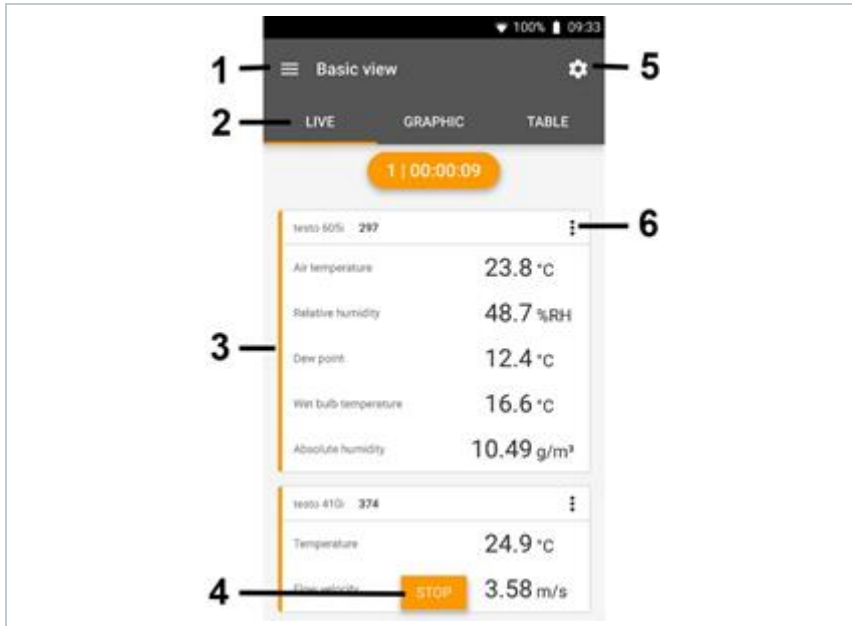 100% 09:33
1 Basic view 5
2 LIVE GRAPHIC TABLE
1 | 00:00:09
testo 605i 297 6
Air temperature 23.8 °C
Relative humidity 48.7 %RH
3
Dew point 12.4 °C
Wet bulb temperature 16.6 °C
Absolute humidity 10.49 g/m³
testo 410i 374
Temperature 24.9 °C
4 Flow velocity STOP 3.58 m/s